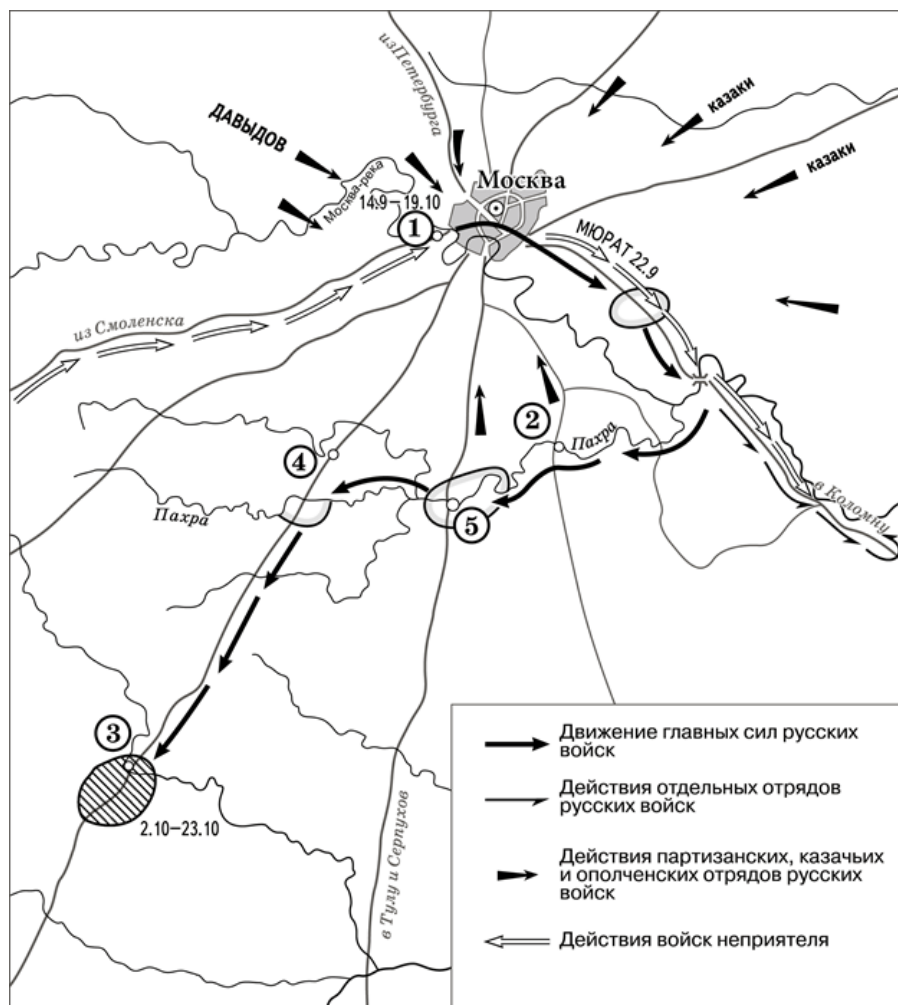 из Петербурга
казаки
ДАВЫДОВ
казаки
Москва-река
Москва
14.9–19.10
1
МЮРАТ 22.9
из Смоленска
2
Пахра
4
в Коломну
Пахра
5
3
2.10–23.10
в Тулу и Серпухов
Движение главных сил русских
войск
Действия отдельных отрядов
русских войск
Действия партизанских, казачьих
и ополченских отрядов русских
войск
Действия войск неприятеля